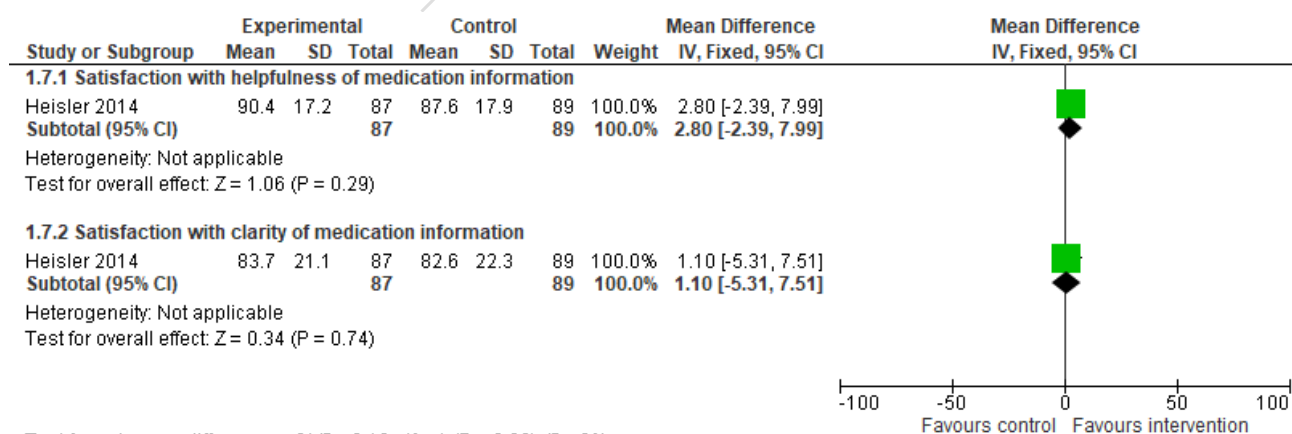 Experimental Control Mean Difference Mean Difference
Study or Subgroup Mean SD Total Mean SD Total Weight IV, Fixed, 95% CI IV, Fixed, 95% CI
1.7.1 Satisfaction with helpfulness of medication information
Heisler 2014 90.4 17.2 87 87.6 17.9 89 100.0% 2.80 [-2.39, 7.99]
Subtotal (95% CI) 87 89 100.0% 2.80 [-2.39, 7.99]
Heterogeneity: Not applicable
Test for overall effect: Z = 1.06 (P = 0.29)
1.7.2 Satisfaction with clarity of medication information
Heisler 2014 83.7 21.1 87 82.6 22.3 89 100.0% 1.10 [-5.31, 7.51]
Subtotal (95% CI) 87 89 100.0% 1.10 [-5.31, 7.51]
Heterogeneity: Not applicable
Test for overall effect: Z = 0.34 (P = 0.74)
-100 -50 0 50 100
Favours control Favours intervention